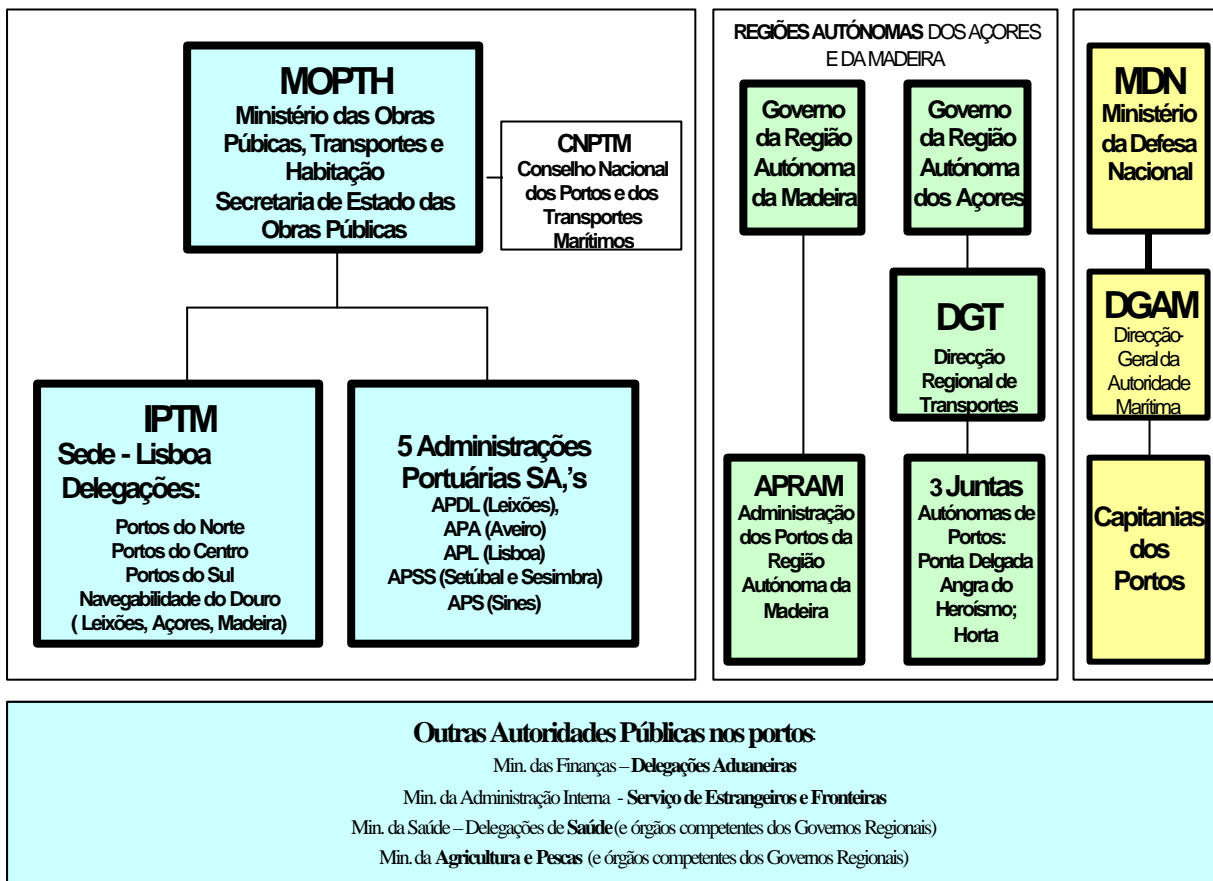 MOPTH
Ministério das Obras
Púbicas, Transportes e
Habitação
Secretaria de Estado das
Obras Públicas
CNPTM
Conselho Nacional
dos Portos e dos
Transportes
Marítimos
IPTM
Sede - Lisboa
Delegações:
Portos do Norte
Portos do Centro
Portos do Sul
Navegabilidade do Douro
( Leixões, Açores, Madeira)
5 Administrações
Portuárias SA,'s
APDL (Leixões),
APA (Aveiro)
APL (Lisboa)
APSS (Setúbal e Sesimbra)
APS (Sines)
REGIÕES AUTÓNOMAS DOS AÇORES
E DA MADEIRA
Governo
da Região
Autónoma
da Madeira
Governo
da Região
Autónoma
dos Açores
DGT
Direcção
Regional de
Transportes
APRAM
Administração
dos Portos da
Região
Autónoma da
Madeira
3 Juntas
Autónomas de
Portos:
Ponta Delgada
Angra do
Heroísmo;
Horta
MDN
Ministério
da Defesa
Nacional
DGAM
Direcção-
Geral da
Autoridade
Marítima
Capitanias
dos
Portos
Outras Autoridades Públicas nos portos:
Min. das Finanças – Delegações Aduaneiras
Min. da Administração Interna - Serviço de Estrangeiros e Fronteiras
Min. da Saúde – Delegações de Saúde (e órgãos competentes dos Governos Regionais)
Min. da Agricultura e Pescas (e órgãos competentes dos Governos Regionais)